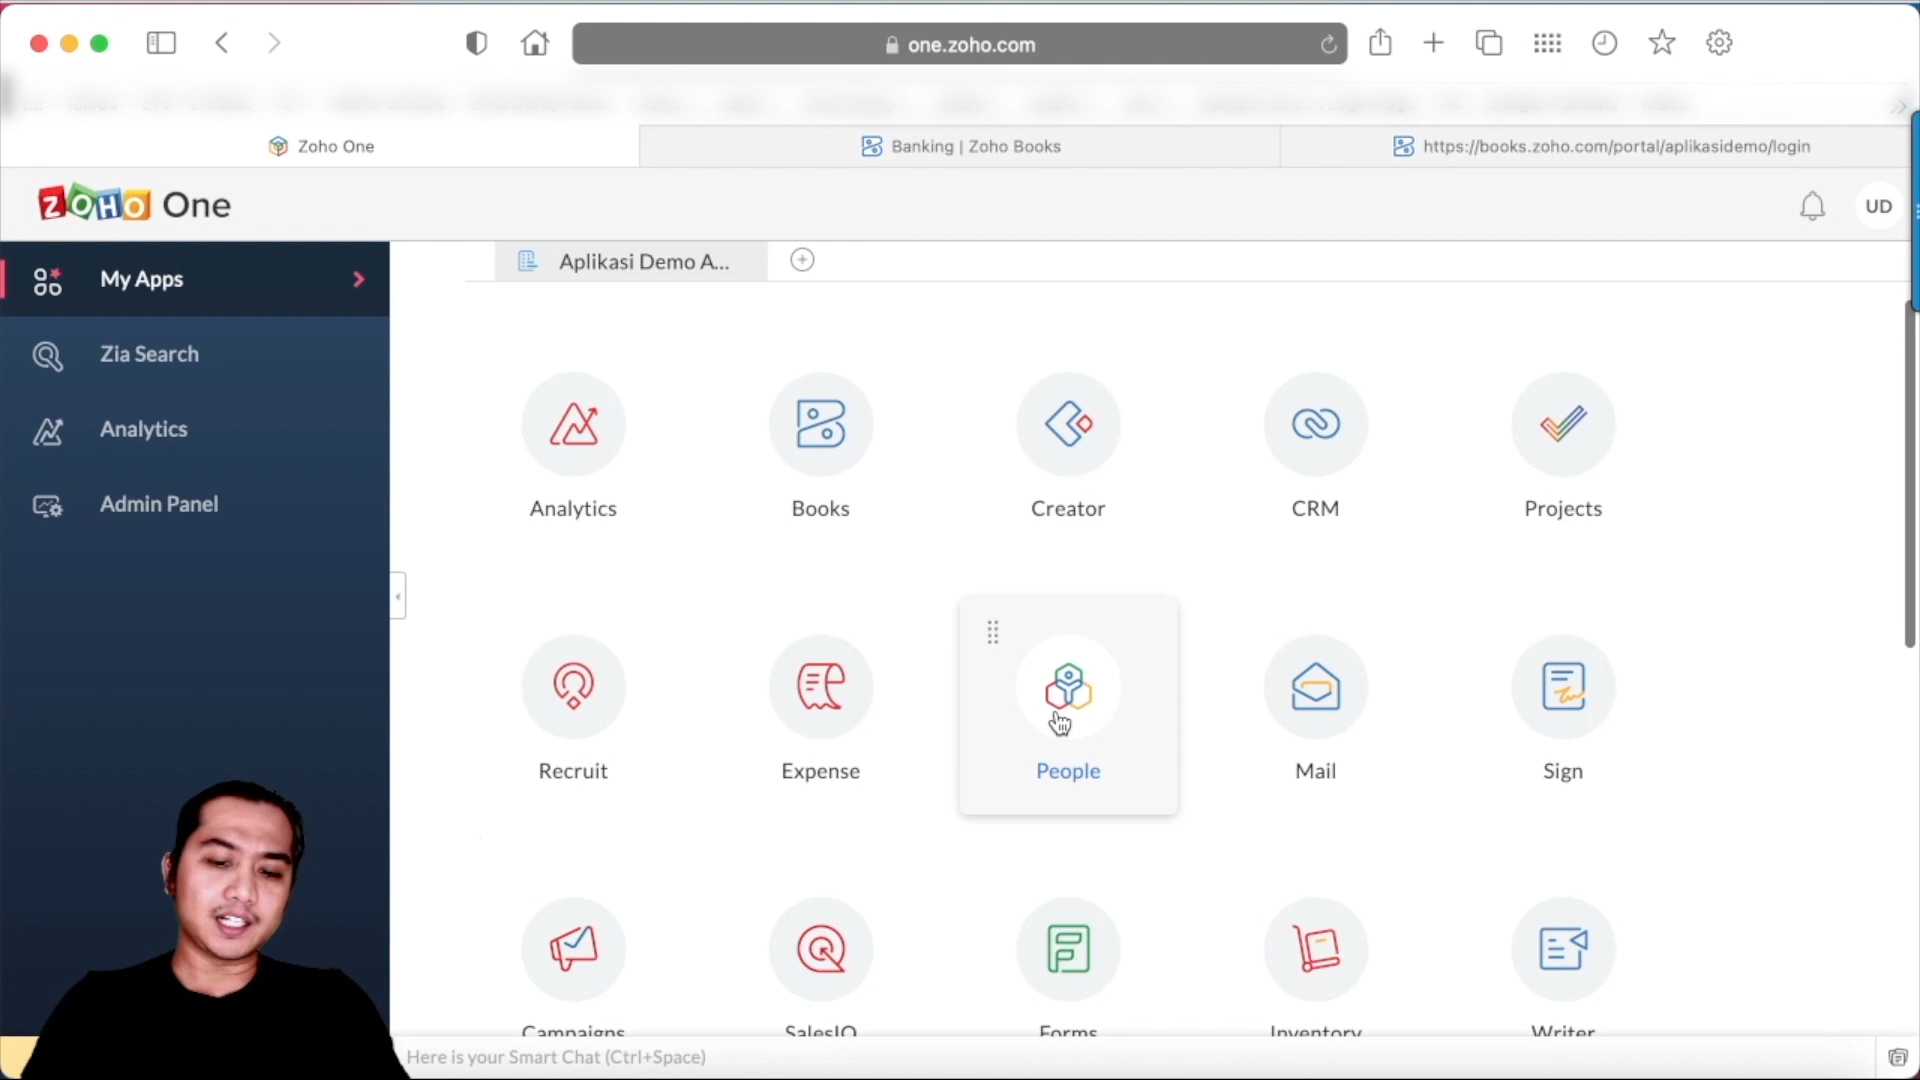 one.zoho.com
Zoho One
Banking | Zoho Books
https://books.zoho.com/portal/aplikasidemo/login
ZOHO One
UD
My Apps
Aplikasi Demo A...
Zia Search
Analytics
Admin Panel
Analytics
Books
Creator
CRM
Projects
Recruit
Expense
People
Mail
Sign
Campaigns
SalesIQ
Forms
Inventory
Writer
Here is your Smart Chat (Ctrl+Space)